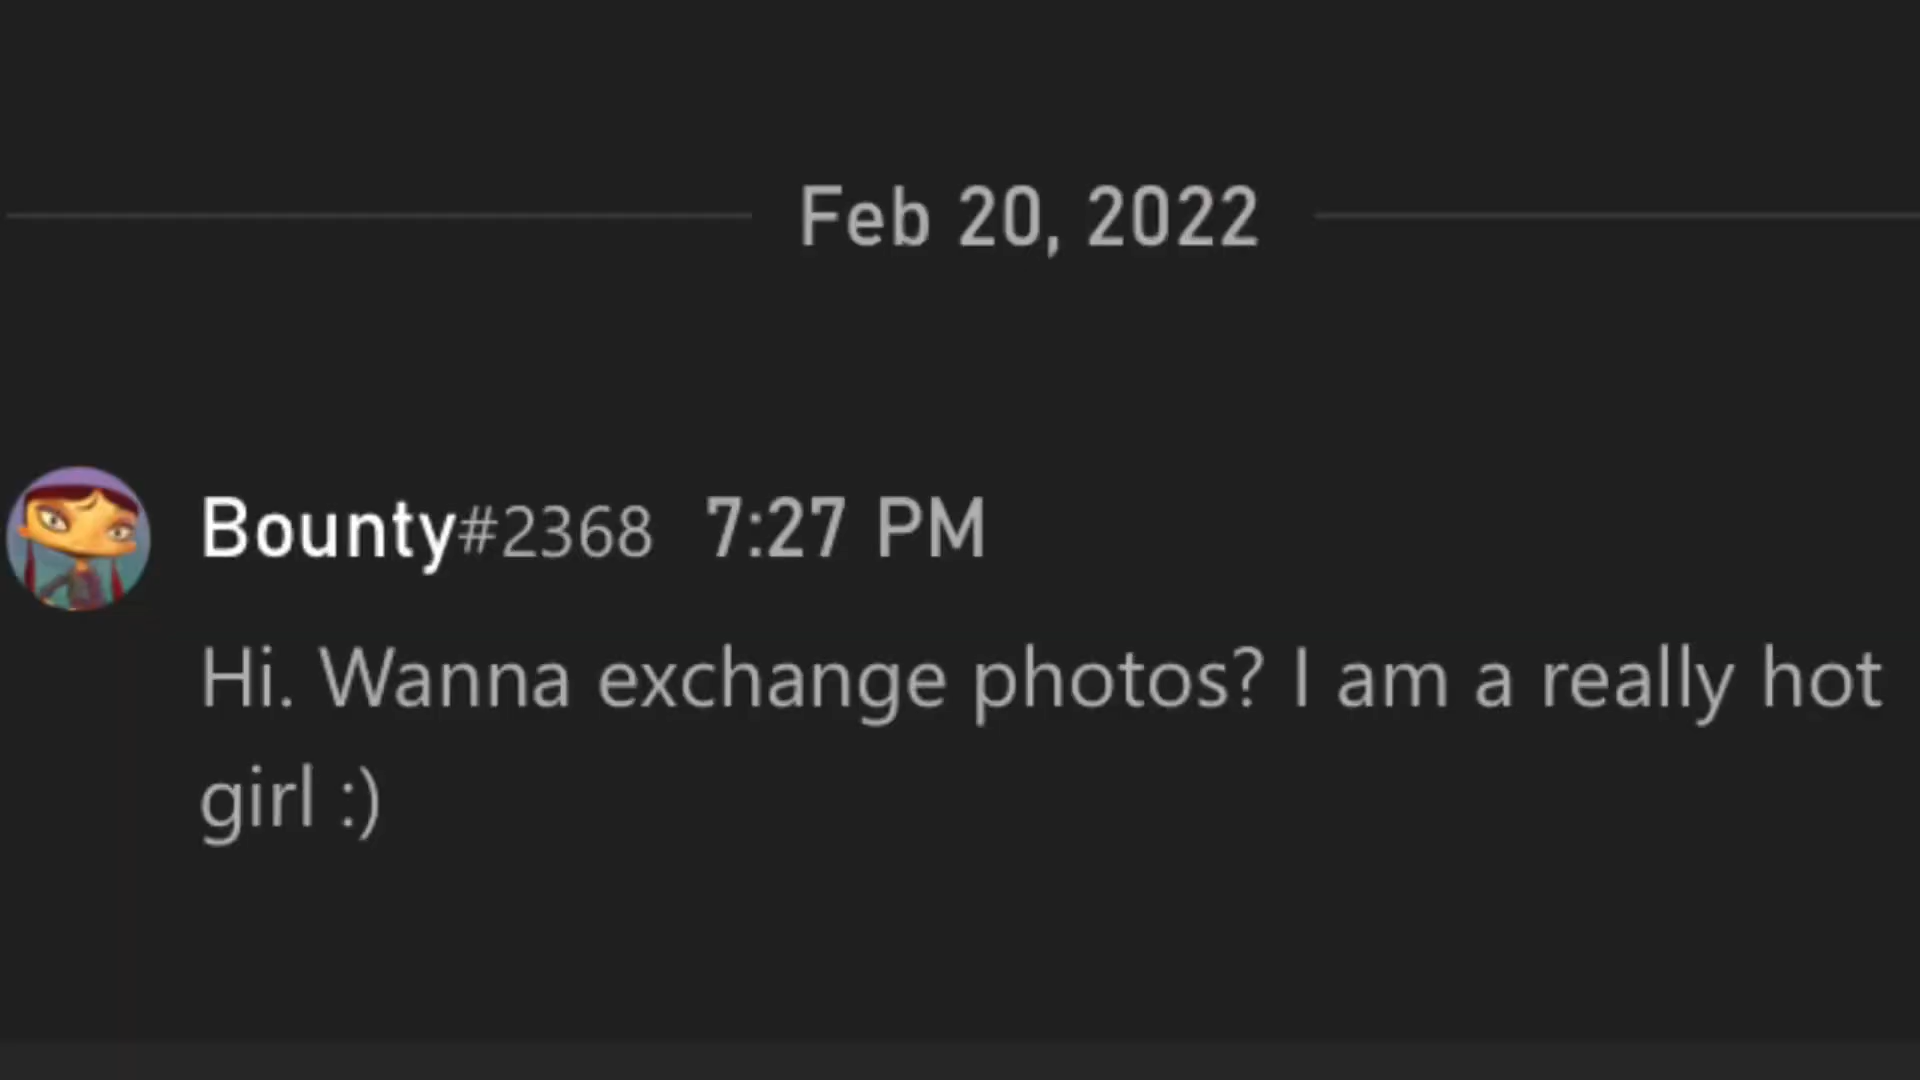 Feb 20, 2022
Bounty#2368 7:27 PM
Hi. Wanna exchange photos? I am a really hot
girl :)